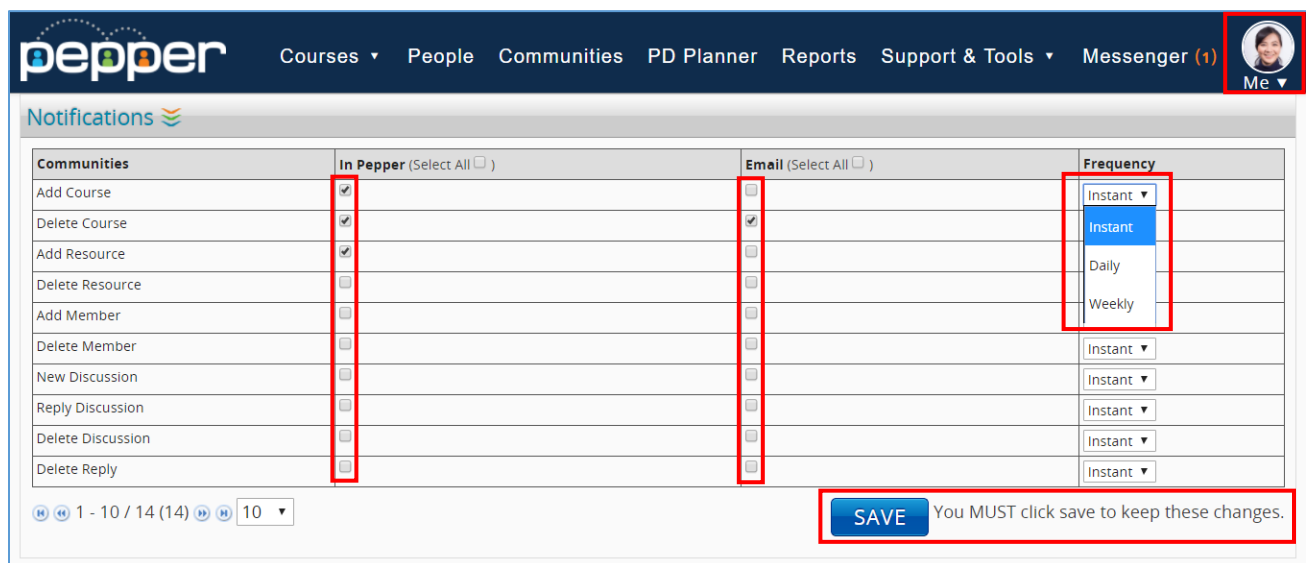 pepper Courses ▼ People Communities PD Planner Reports Support & Tools ▼ Messenger (1)
Me ▼
Notifications
Communities In Pepper (Select All ) Email (Select All ) Frequency
Add Course Instant ▼
Delete Course Instant
Add Resource Daily
Delete Resource Weekly
Add Member
Delete Member Instant ▼
New Discussion Instant ▼
Reply Discussion Instant ▼
Delete Discussion Instant ▼
Delete Reply Instant ▼
1 - 10 / 14 (14) 10 ▼ SAVE You MUST click save to keep these changes.